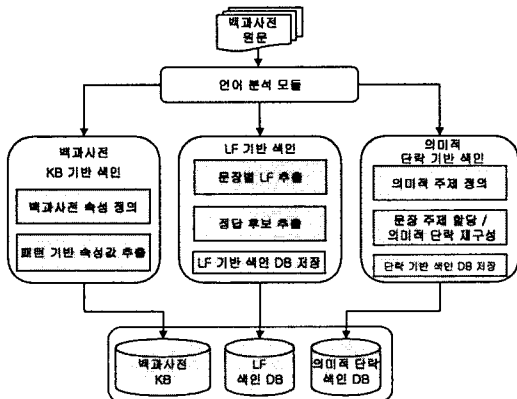 백과사전
원문
언어 분석 모듈
백과사전
KB 기반 색인
백과사전 속성 정의
패턴 기반 속성값 추출
LF 기반 색인
문장별 LF 추출
정답 후보 추출
LF 기반 색인 DB 저장
의미적
단락 기반 색인
의미적 주제 정의
문장 주제 할당 /
의미적 단락 재구성
단락 기반 색인 DB 저장
백과사전
KB
LF
색인 DB
의미적 단락
색인 DB